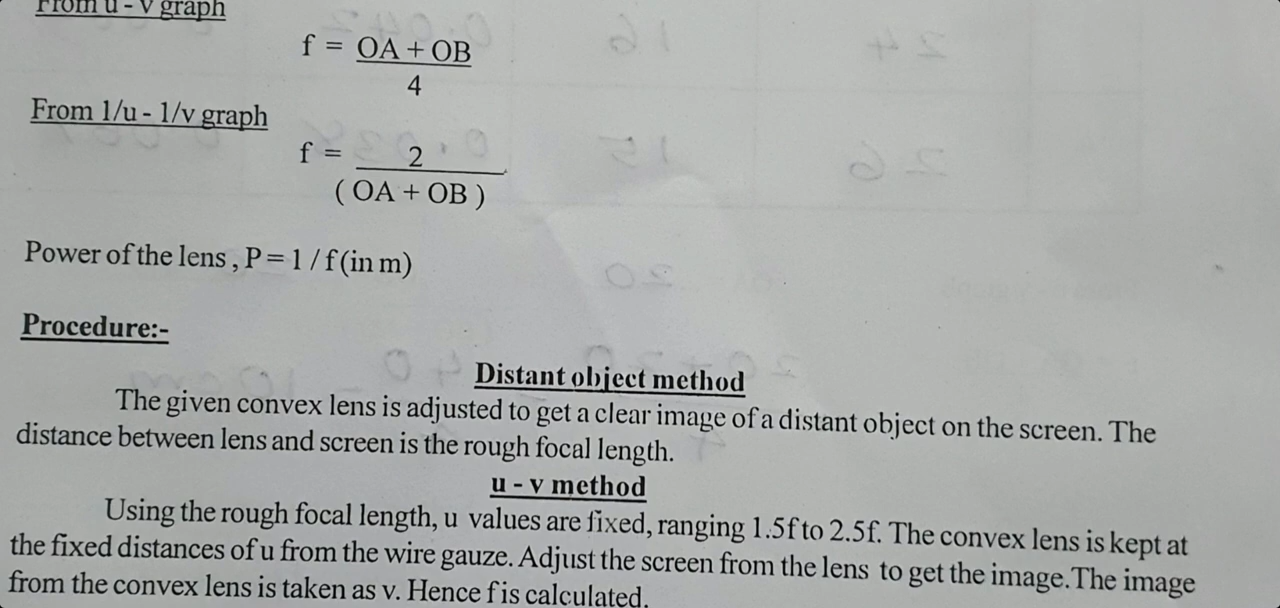 From u - v graph
f = OA + OB
4
From 1/u - 1/v graph
f = 2
( OA + OB )
Power of the lens , P = 1 / f (in m)
Procedure:-
Distant object method
The given convex lens is adjusted to get a clear image of a distant object on the screen. The
distance between lens and screen is the rough focal length.
u - v method
Using the rough focal length, u values are fixed, ranging 1.5f to 2.5f. The convex lens is kept at
the fixed distances of u from the wire gauze. Adjust the screen from the lens to get the image. The image
from the convex lens is taken as v. Hence f is calculated.